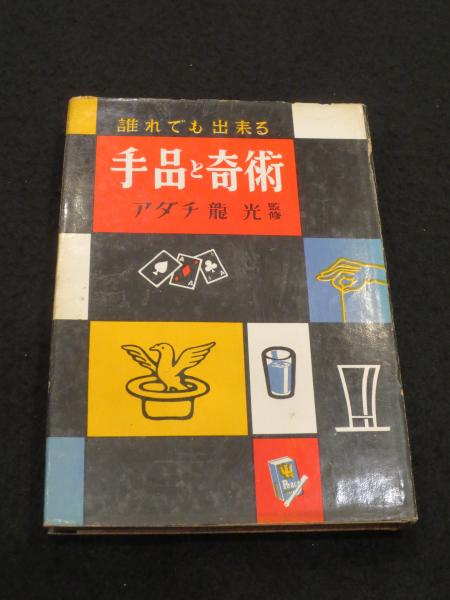 誰れでも出来る
手品と奇術
アダチ龍光監修
Peace